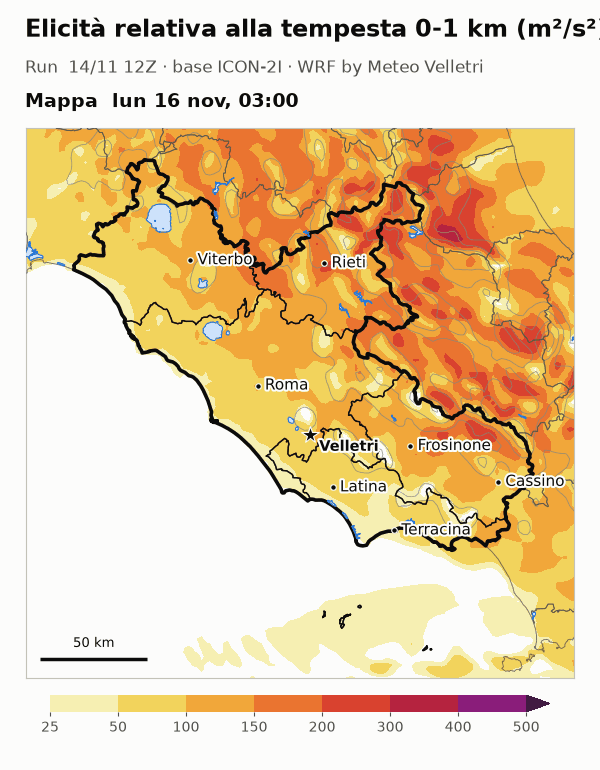 Elicità relativa alla tempesta 0-1 km (m²/s²)
Run 14/11 12Z · base ICON-2I · WRF by Meteo Velletri
Mappa lun 16 nov, 03:00
Viterbo
Rieti
Roma
Velletri
Frosinone
Cassino
Latina
Terracina
50 km
25 50 100 150 200 300 400 500